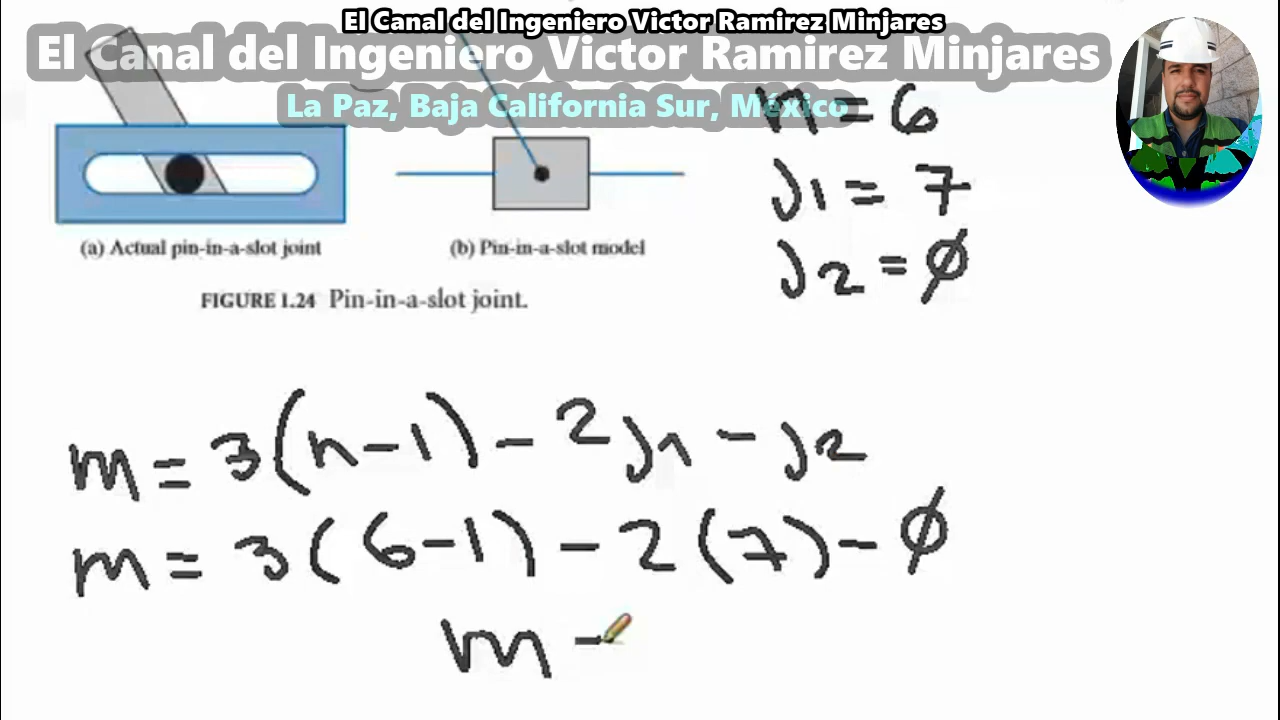 El Canal del Ingeniero Victor Ramirez Minjares
El Canal del Ingeniero Victor Ramirez Minjares
La Paz, Baja California Sur, México
n = 6
J1 = 7
J2 = ∅
(a) Actual pin-in-a-slot joint
(b) Pin-in-a-slot model
FIGURE 1.24 Pin-in-a-slot joint.
m = 3(n-1) - 2J1 - J2
m = 3(6-1) - 2(7) - ∅
m -